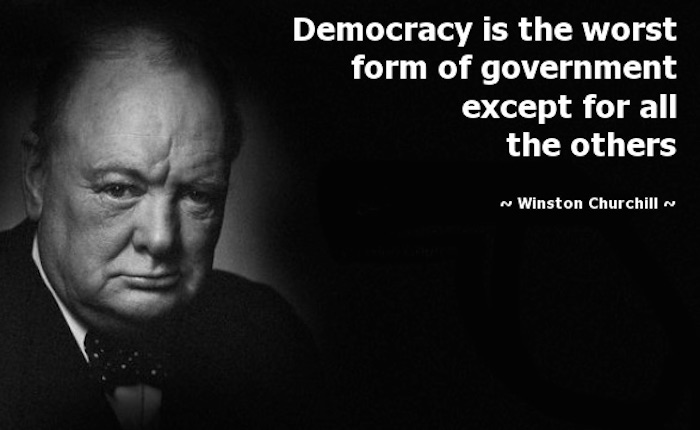 Democracy is the worst
form of government
except for all
the others
~ Winston Churchill ~